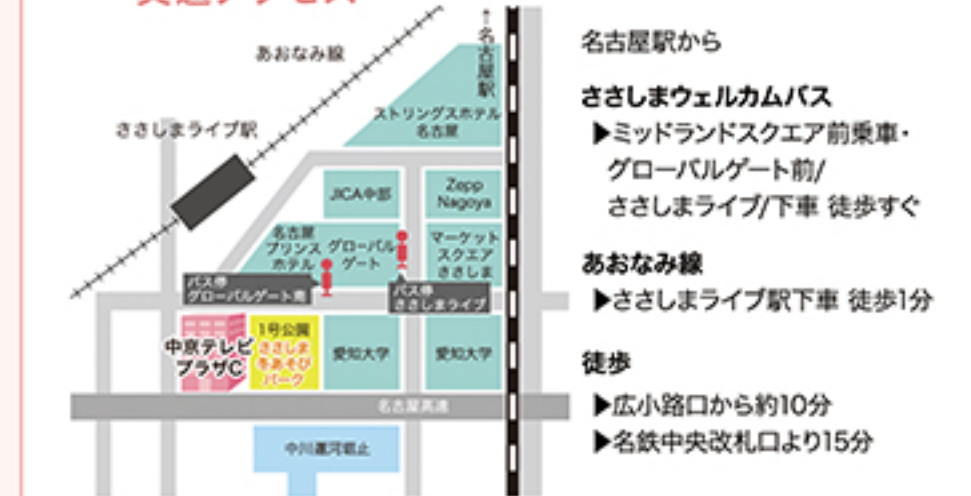 交通アクセス
あおなみ線
↑名古屋駅
ストリングスホテル
名古屋
ささしまライブ駅
JICA中部
Zepp
Nagoya
名古屋
プリンス
ホテル
グローバル
ゲート
マーケット
スクエア
ささしま
バス停
グローバルゲート南
バス停
ささしまライブ
中京テレビ
プラザC
1号公園
ささしま
冬あそび
パーク
愛知大学
愛知大学
名古屋高速
中川運河堀止
名古屋駅から
ささしまウェルカムバス
▶ミッドランドスクエア前乗車・
グローバルゲート前/
ささしまライブ/下車 徒歩すぐ
あおなみ線
▶ささしまライブ駅下車 徒歩1分
徒歩
▶広小路口から約10分
▶名鉄中央改札口より15分